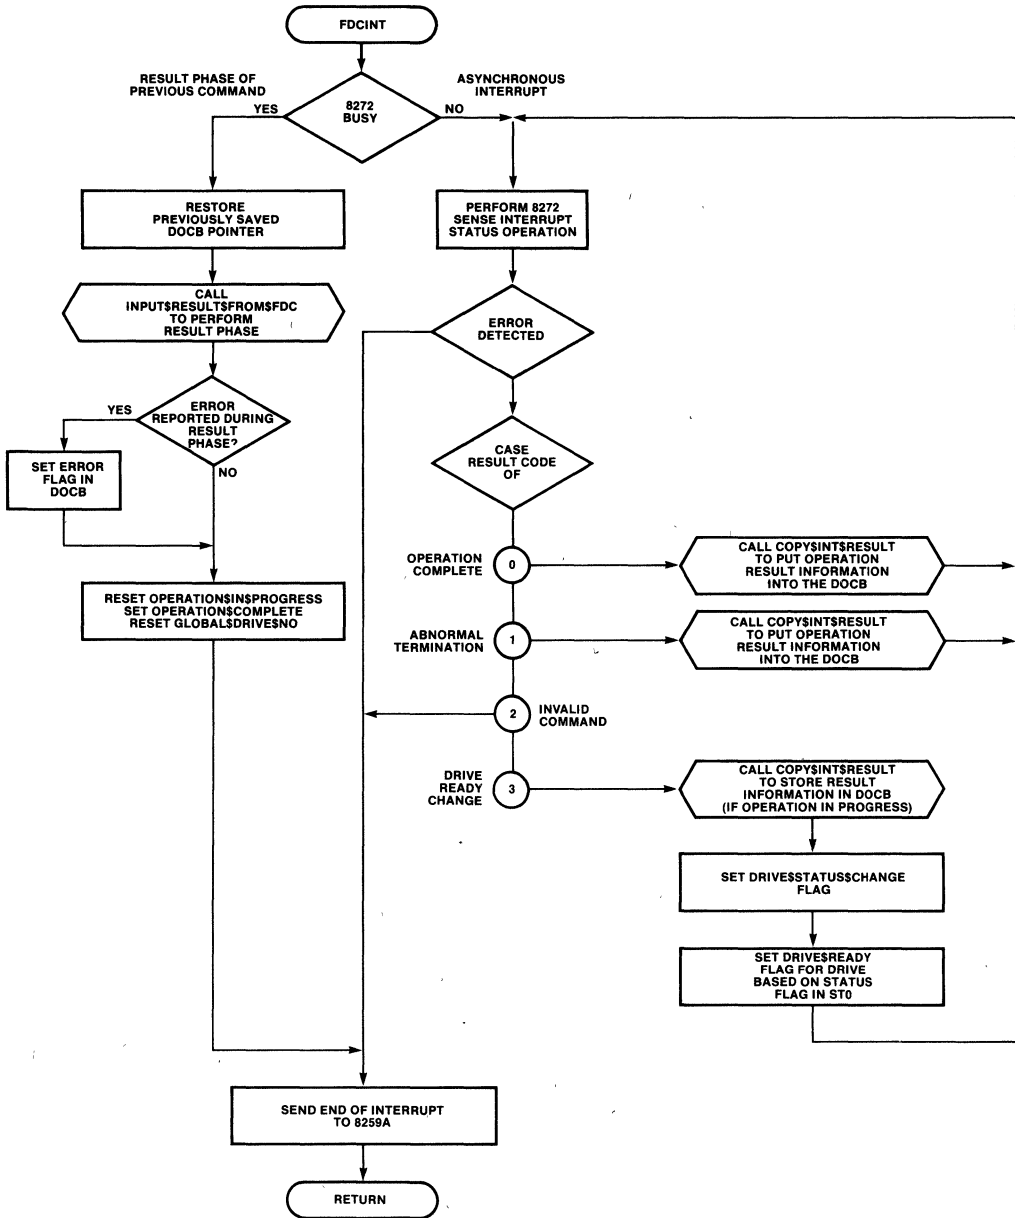 FDCINT
RESULT PHASE OF
PREVIOUS COMMAND
ASYNCHRONOUS
INTERRUPT
YES
8272
BUSY
NO
RESTORE
PREVIOUSLY SAVED
DOCB POINTER
PERFORM 8272
SENSE INTERRUPT
STATUS OPERATION
CALL
INPUT$RESULT$FROM$FDC
TO PERFORM
RESULT PHASE
ERROR
DETECTED
YES
ERROR
REPORTED DURING
RESULT
PHASE?
NO
SET ERROR
FLAG IN
DOCB
CASE
RESULT CODE
OF
OPERATION
COMPLETE
0
CALL COPY$INT$RESULT
TO PUT OPERATION
RESULT INFORMATION
INTO THE DOCB
RESET OPERATION$IN$PROGRESS
SET OPERATION$COMPLETE
RESET GLOBAL$DRIVE$NO
ABNORMAL
TERMINATION
1
CALL COPY$INT$RESULT
TO PUT OPERATION
RESULT INFORMATION
INTO THE DOCB
2
INVALID
COMMAND
DRIVE
READY
CHANGE
3
CALL COPY$INT$RESULT
TO STORE RESULT
INFORMATION IN DOCB
(IF OPERATION IN PROGRESS)
SET DRIVE$STATUS$CHANGE
FLAG
SET DRIVE$READY
FLAG FOR DRIVE
BASED ON STATUS
FLAG IN ST0
SEND END OF INTERRUPT
TO 8259A
RETURN